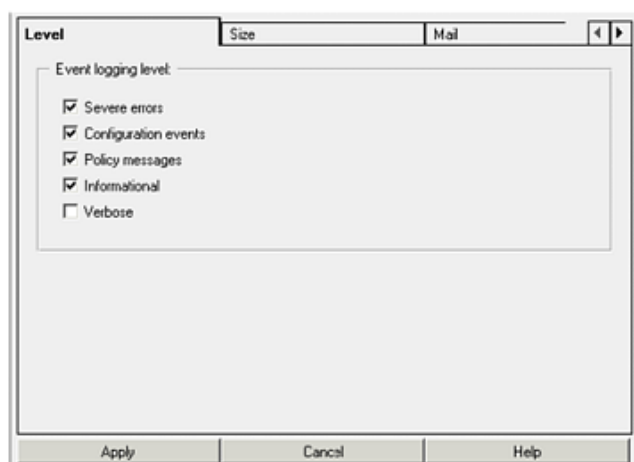 Level Size Mail
Event logging level:
Severe errors
Configuration events
Policy messages
Informational
Verbose
Apply Cancel Help